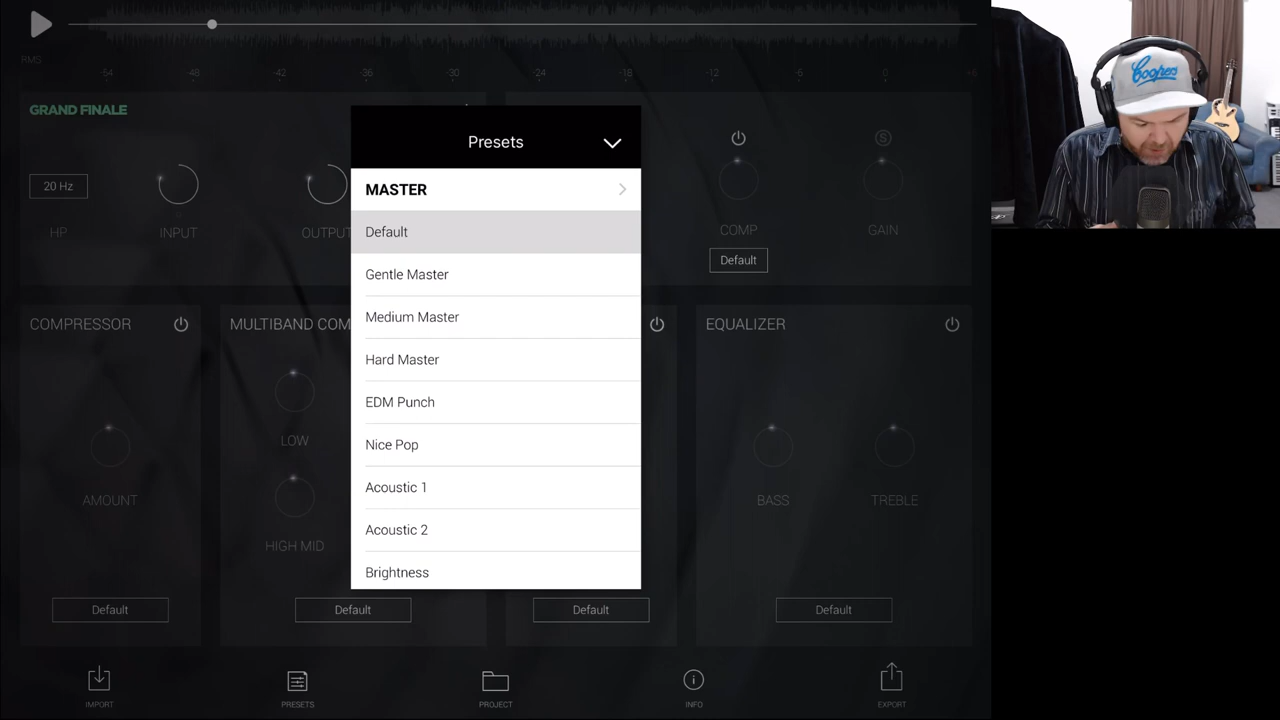 RMS
-54 -48 -42 -36 -30 -24 -18 -12 -6 0 +6
GRAND FINALE
20 Hz
HP
INPUT
OUTPUT
Presets
MASTER
Default
Gentle Master
Medium Master
Hard Master
EDM Punch
Nice Pop
Acoustic 1
Acoustic 2
Brightness
COMP
Default
S
GAIN
COMPRESSOR
AMOUNT
Default
MULTIBAND COM
LOW
HIGH MID
Default
Default
EQUALIZER
BASS
TREBLE
Default
IMPORT
PRESETS
PROJECT
INFO
EXPORT
Coopers